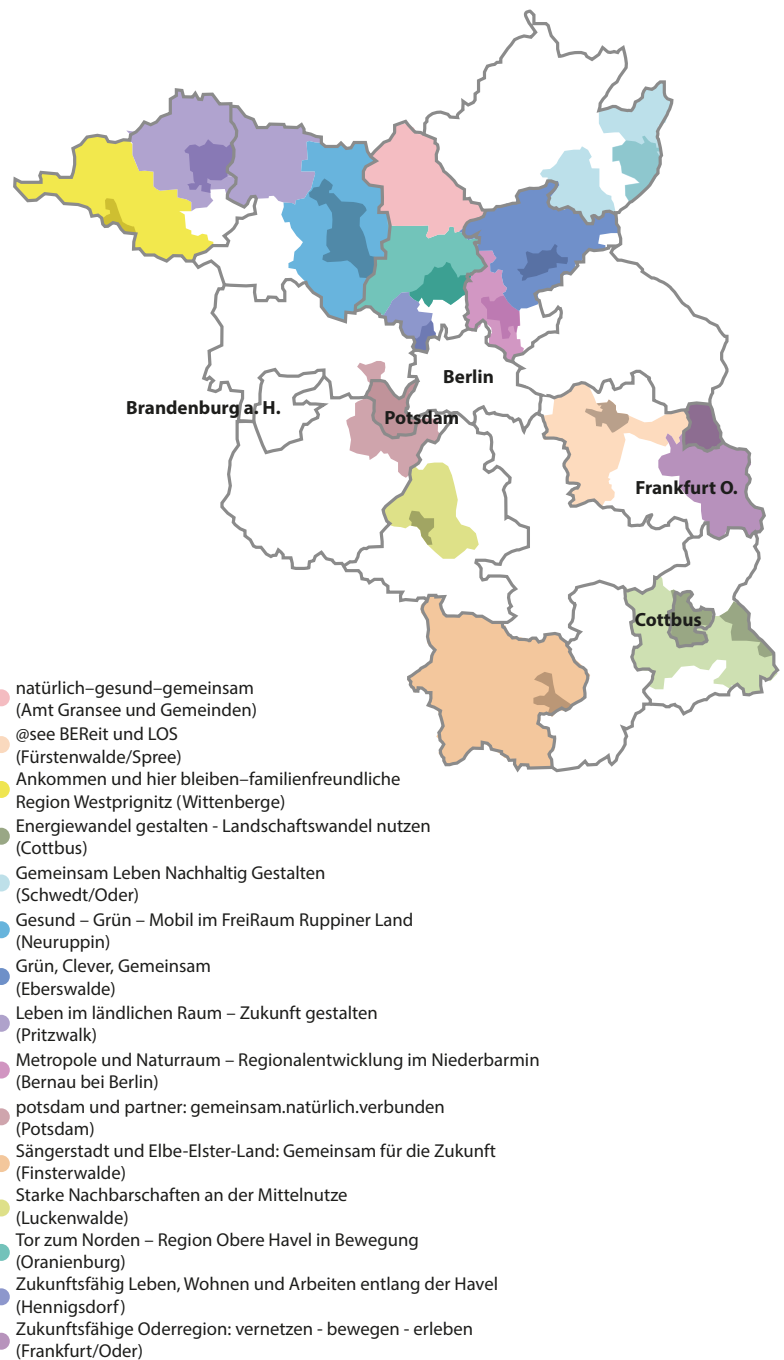 Berlin
Brandenburg a. H.
Potsdam
Frankfurt O.
Cottbus
natürlich–gesund–gemeinsam
(Amt Gransee und Gemeinden)
@see BEReit und LOS
(Fürstenwalde/Spree)
Ankommen und hier bleiben–familienfreundliche
Region Westprignitz (Wittenberge)
Energiewandel gestalten - Landschaftswandel nutzen
(Cottbus)
Gemeinsam Leben Nachhaltig Gestalten
(Schwedt/Oder)
Gesund – Grün – Mobil im FreiRaum Ruppiner Land
(Neuruppin)
Grün, Clever, Gemeinsam
(Eberswalde)
Leben im ländlichen Raum – Zukunft gestalten
(Pritzwalk)
Metropole und Naturraum – Regionalentwicklung im Niederbarmin
(Bernau bei Berlin)
potsdam und partner: gemeinsam.natürlich.verbunden
(Potsdam)
Sängerstadt und Elbe-Elster-Land: Gemeinsam für die Zukunft
(Finsterwalde)
Starke Nachbarschaften an der Mittelnutze
(Luckenwalde)
Tor zum Norden – Region Obere Havel in Bewegung
(Oranienburg)
Zukunftsfähig Leben, Wohnen und Arbeiten entlang der Havel
(Hennigsdorf)
Zukunftsfähige Oderregion: vernetzen - bewegen - erleben
(Frankfurt/Oder)